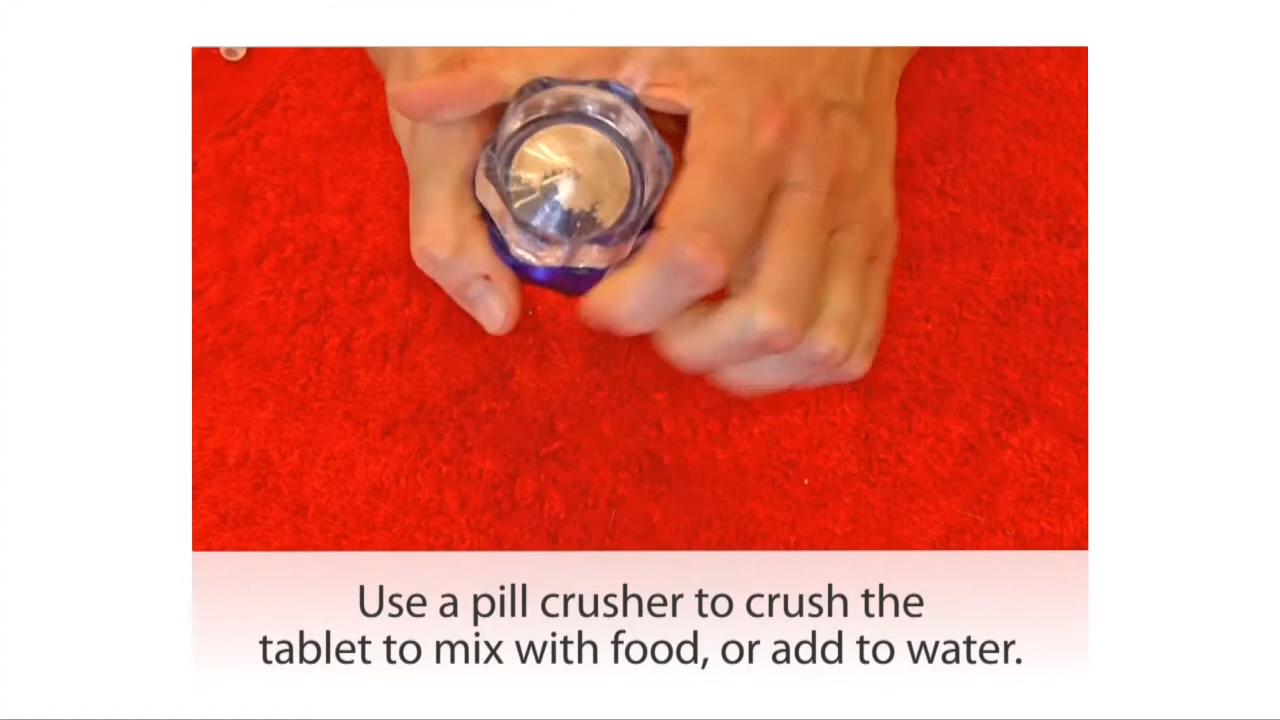 Use a pill crusher to crush the
tablet to mix with food, or add to water.